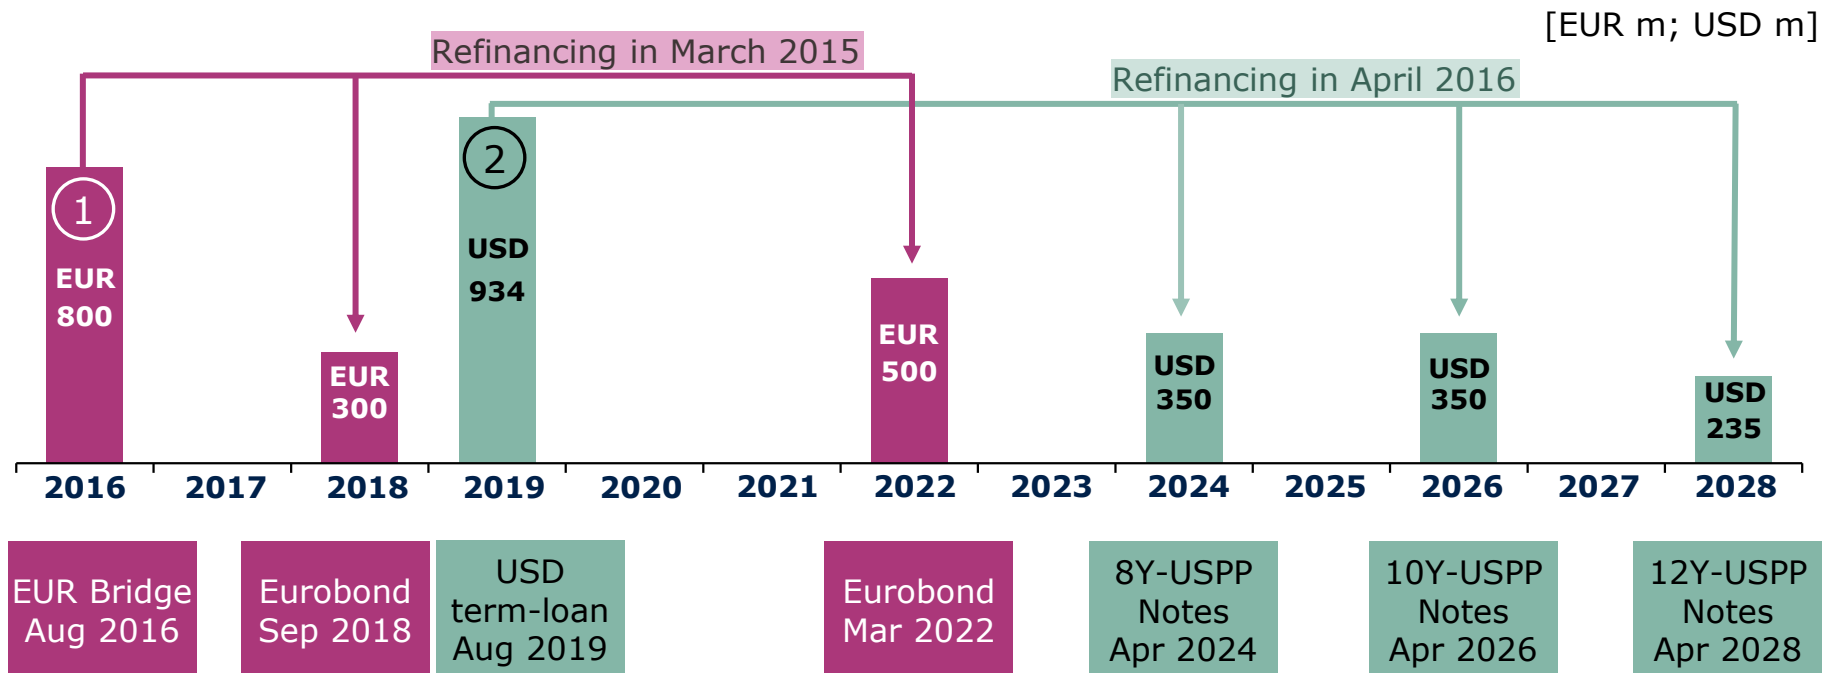 [EUR m; USD m]
Refinancing in March 2015
Refinancing in April 2016
1
EUR
800
EUR
300
2
USD
934
EUR
500
USD
350
USD
350
USD
235
2016 2017 2018 2019 2020 2021 2022 2023 2024 2025 2026 2027 2028
EUR Bridge
Aug 2016
Eurobond
Sep 2018
USD
term-loan
Aug 2019
Eurobond
Mar 2022
8Y-USPP
Notes
Apr 2024
10Y-USPP
Notes
Apr 2026
12Y-USPP
Notes
Apr 2028